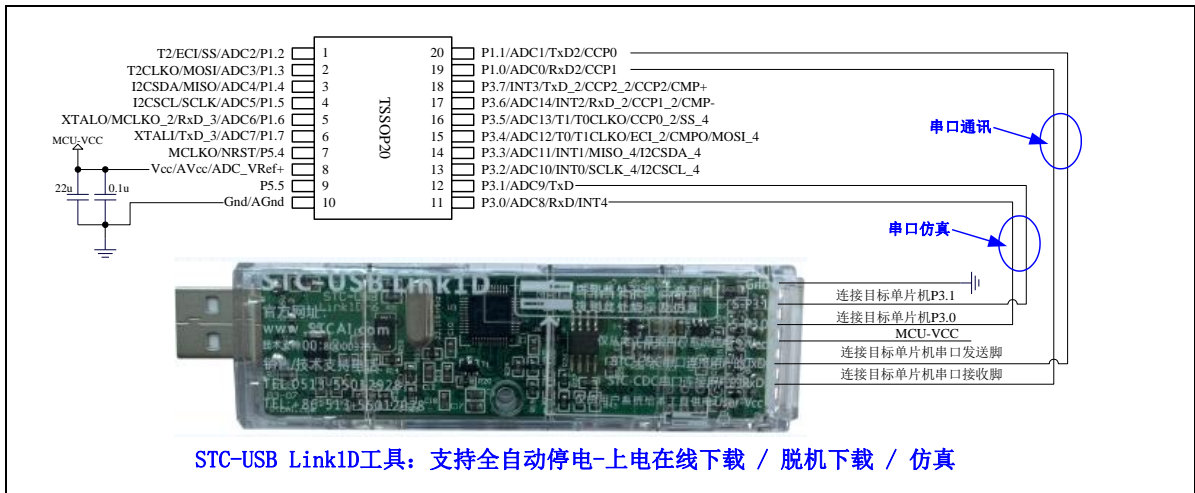 T2/ECI/SS/ADC2/P1.2 1
T2CLKO/MOSI/ADC3/P1.3 2
I2CSDA/MISO/ADC4/P1.4 3
I2CSCL/SCLK/ADC5/P1.5 4
XTALO/MCLKO_2/RxD_3/ADC6/P1.6 5
XTALI/TxD_3/ADC7/P1.7 6
MCLKO/NRST/P5.4 7
Vcc/AVcc/ADC_VRef+ 8
P5.5 9
Gnd/AGnd 10
TSSOP20
20 P1.1/ADC1/TxD2/CCP0
19 P1.0/ADC0/RxD2/CCP1
18 P3.7/INT3/TxD_2/CCP2_2/CCP2/CMP+
17 P3.6/ADC14/INT2/RxD_2/CCP1_2/CMP-
16 P3.5/ADC13/T1/T0CLKO/CCP0_2/SS_4
15 P3.4/ADC12/T0/T1CLKO/ECI_2/CMPO/MOSI_4
14 P3.3/ADC11/INT1/MISO_4/I2CSDA_4
13 P3.2/ADC10/INT0/SCLK_4/I2CSCL_4
12 P3.1/ADC9/TxD
11 P3.0/ADC8/RxD/INT4
MCU-VCC
22u 0.1u
串口通讯
串口仿真
STC-USB Link1D
官方网址
www.STCAI.com
TEL:0513-55012928
Gnd
连接目标单片机P3.1
连接目标单片机P3.0
MCU-VCC
连接目标单片机串口发送脚
连接目标单片机串口接收脚
STC-USB Link1D工具：支持全自动停电-上电在线下载 / 脱机下载 / 仿真